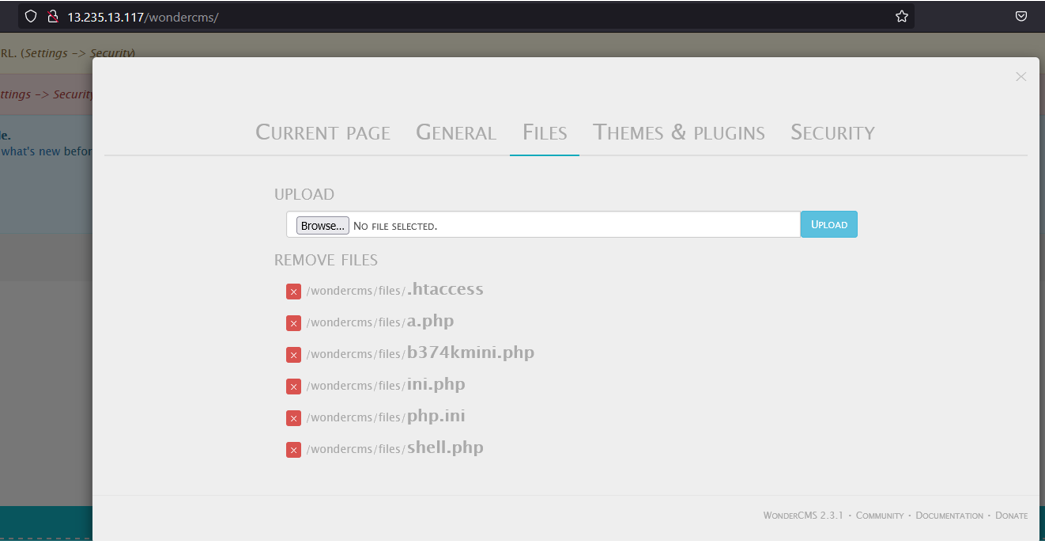 13.235.13.117/wondercms/
RL. (Settings -> Security)
ttings -> Security
e.
what's new befor
×
CURRENT PAGE GENERAL FILES THEMES & PLUGINS SECURITY
UPLOAD
Browse... NO FILE SELECTED. UPLOAD
REMOVE FILES
× /wondercms/files/.htaccess
× /wondercms/files/a.php
× /wondercms/files/b374kmini.php
× /wondercms/files/ini.php
× /wondercms/files/php.ini
× /wondercms/files/shell.php
WONDERCMS 2.3.1 · COMMUNITY · DOCUMENTATION · DONATE